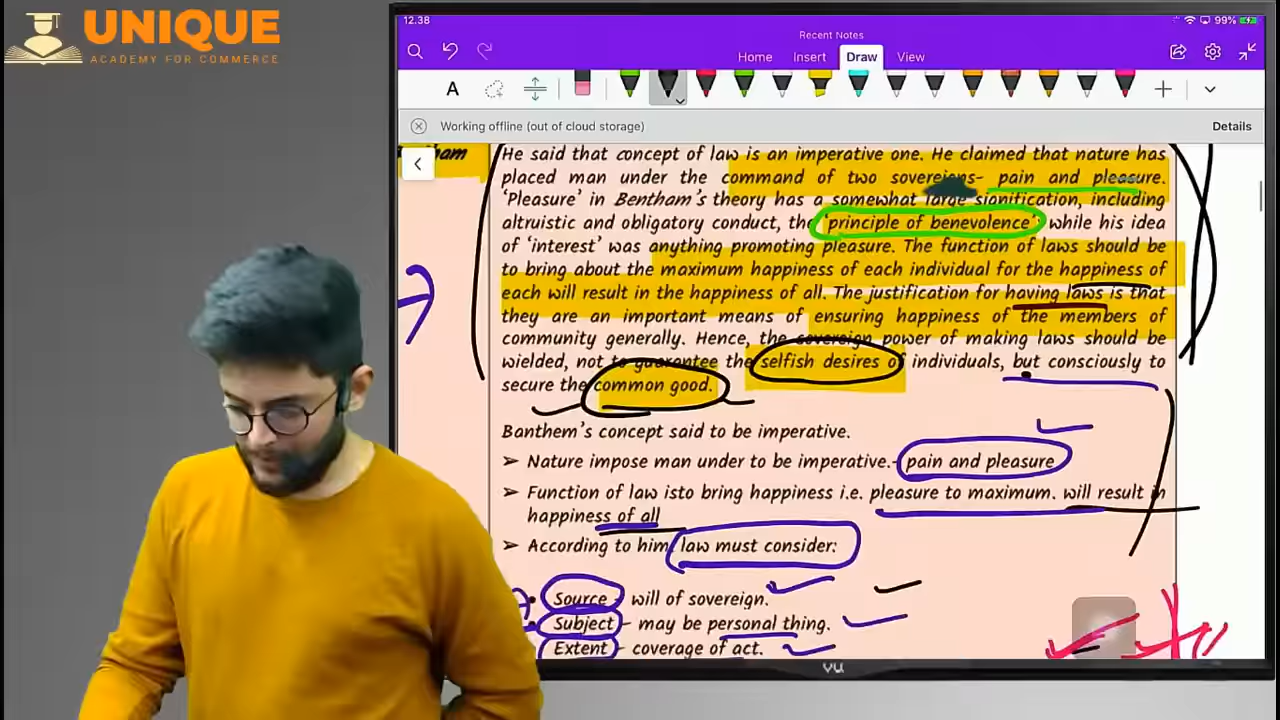 UNIQUE
ACADEMY FOR COMMERCE
12.38
99%
Recent Notes
Home Insert Draw View
A
Working offline (out of cloud storage)
Details
He said that concept of law is an imperative one. He claimed that nature has
placed man under the command of two sovereigns- pain and pleasure.
'Pleasure' in Bentham's theory has a somewhat large signification, including
altruistic and obligatory conduct, the 'principle of benevolence' while his idea
of 'interest' was anything promoting pleasure. The function of laws should be
to bring about the maximum happiness of each individual for the happiness of
each will result in the happiness of all. The justification for having laws is that
they are an important means of ensuring happiness of the members of
community generally. Hence, the sovereign power of making laws should be
wielded, not to guarantee the selfish desires of individuals, but consciously to
secure the common good.
Banthem's concept said to be imperative.
➢ Nature impose man under to be imperative.- pain and pleasure
➢ Function of law isto bring happiness i.e. pleasure to maximum. will result in
happiness of all
➢ According to him law must consider:
• Source - will of sovereign.
• Subject - may be personal thing.
Extent - coverage of act.
vu